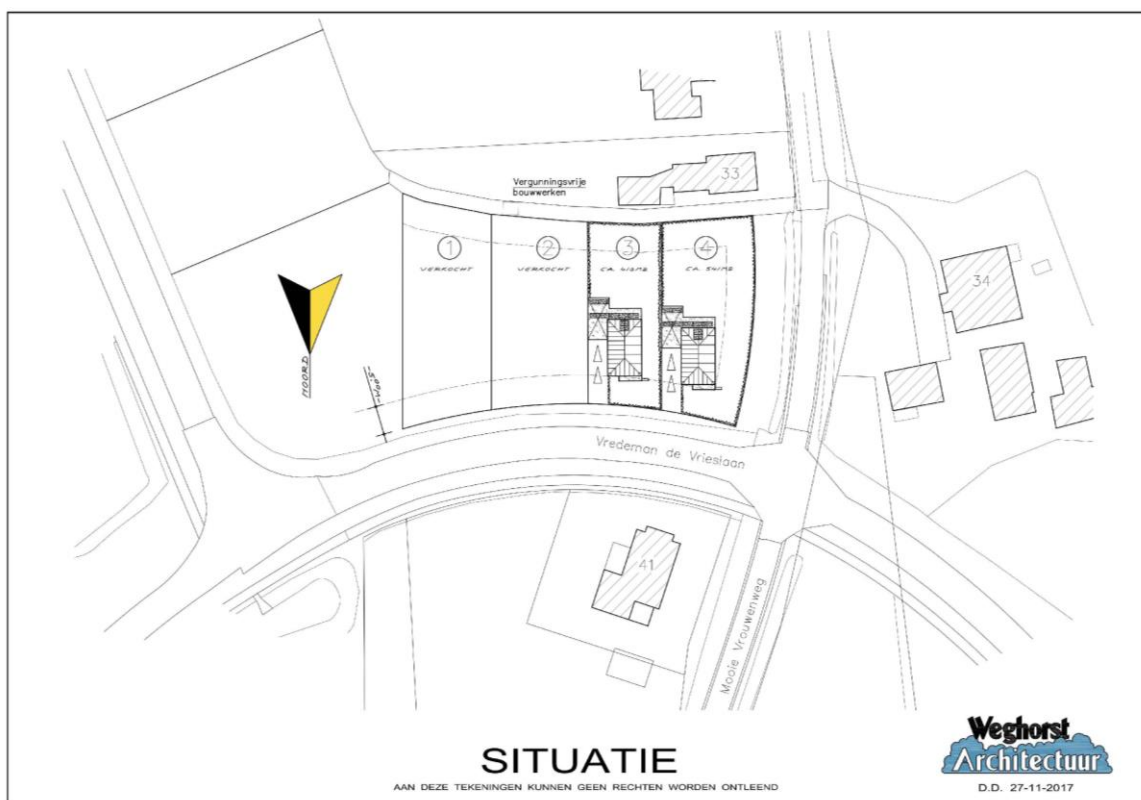 33
Vergunningsvrije
bouwwerken
1
VERKOCHT
2
VERKOCHT
3
4
34
NOORD
Vredeman de Vrieslaan
41
Mooie Vrouwenweg
SITUATIE
AAN DEZE TEKENINGEN KUNNEN GEEN RECHTEN WORDEN ONTLEEND
Weghorst
Architectuur
D.D. 27-11-2017